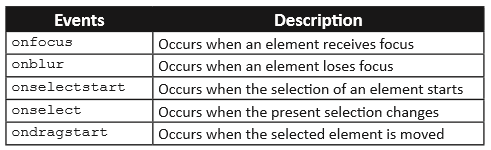 Events Description
onfocus Occurs when an element receives focus
onblur Occurs when an element loses focus
onselectstart Occurs when the selection of an element starts
onselect Occurs when the present selection changes
ondragstart Occurs when the selected element is moved